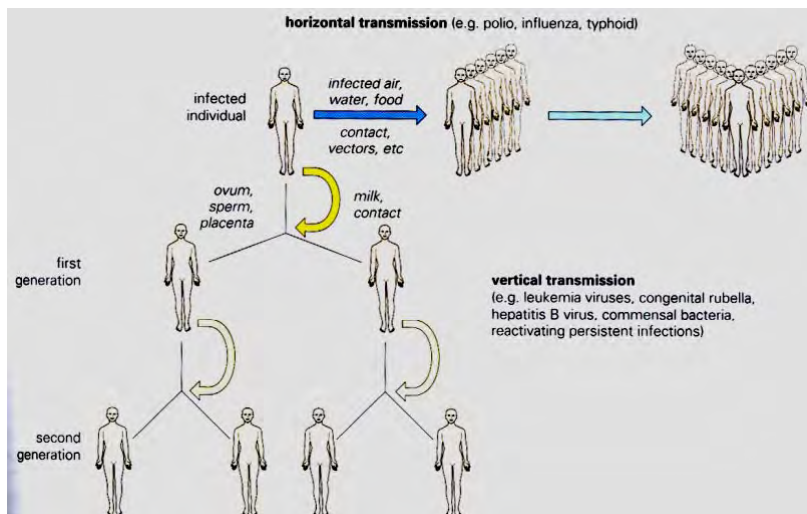 horizontal transmission (e.g. polio, influenza, typhoid)
infected
individual
infected air,
water, food
contact,
vectors, etc
ovum,
sperm,
placenta
milk,
contact
first
generation
vertical transmission
(e.g. leukemia viruses, congenital rubella,
hepatitis B virus, commensal bacteria,
reactivating persistent infections)
second
generation